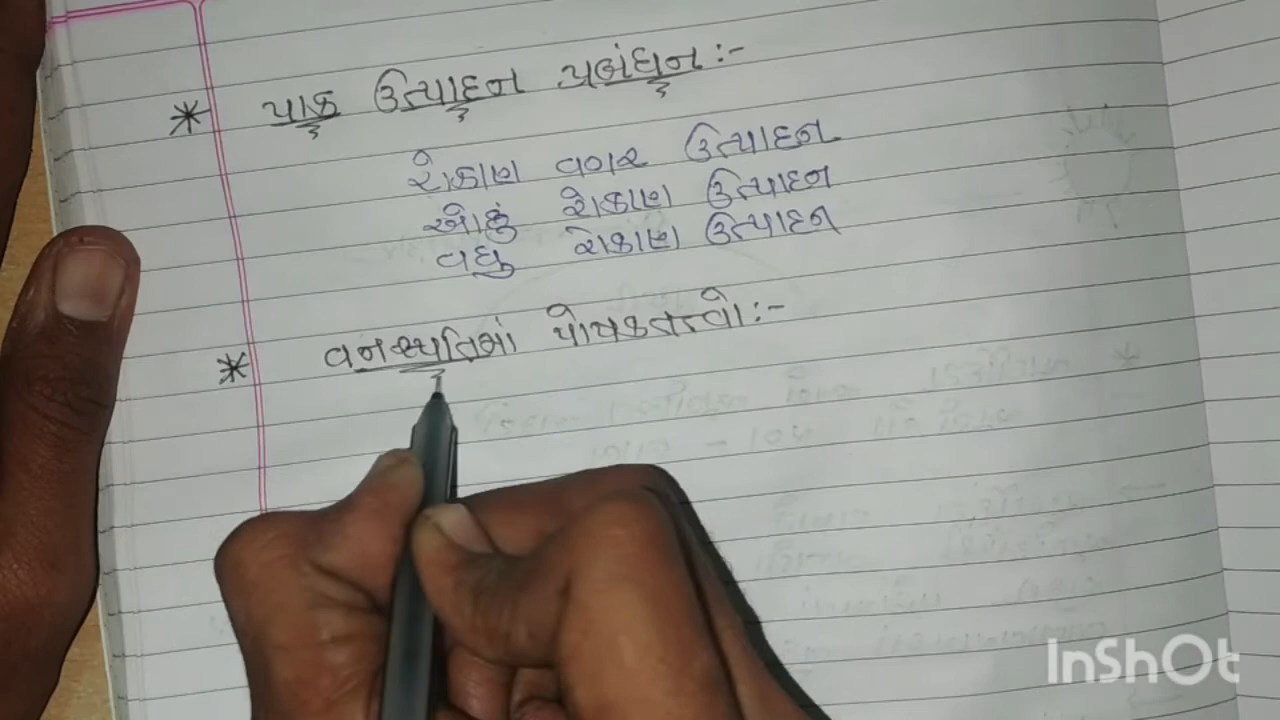 * પાક ઉત્પાદન પ્રબંધન :-
રોકાણ વગર ઉત્પાદન
ઓછું રોકાણ ઉત્પાદન
વધુ રોકાણ ઉત્પાદન
* વનસ્પતિમાં પોષકતત્ત્વો :-
InShOt